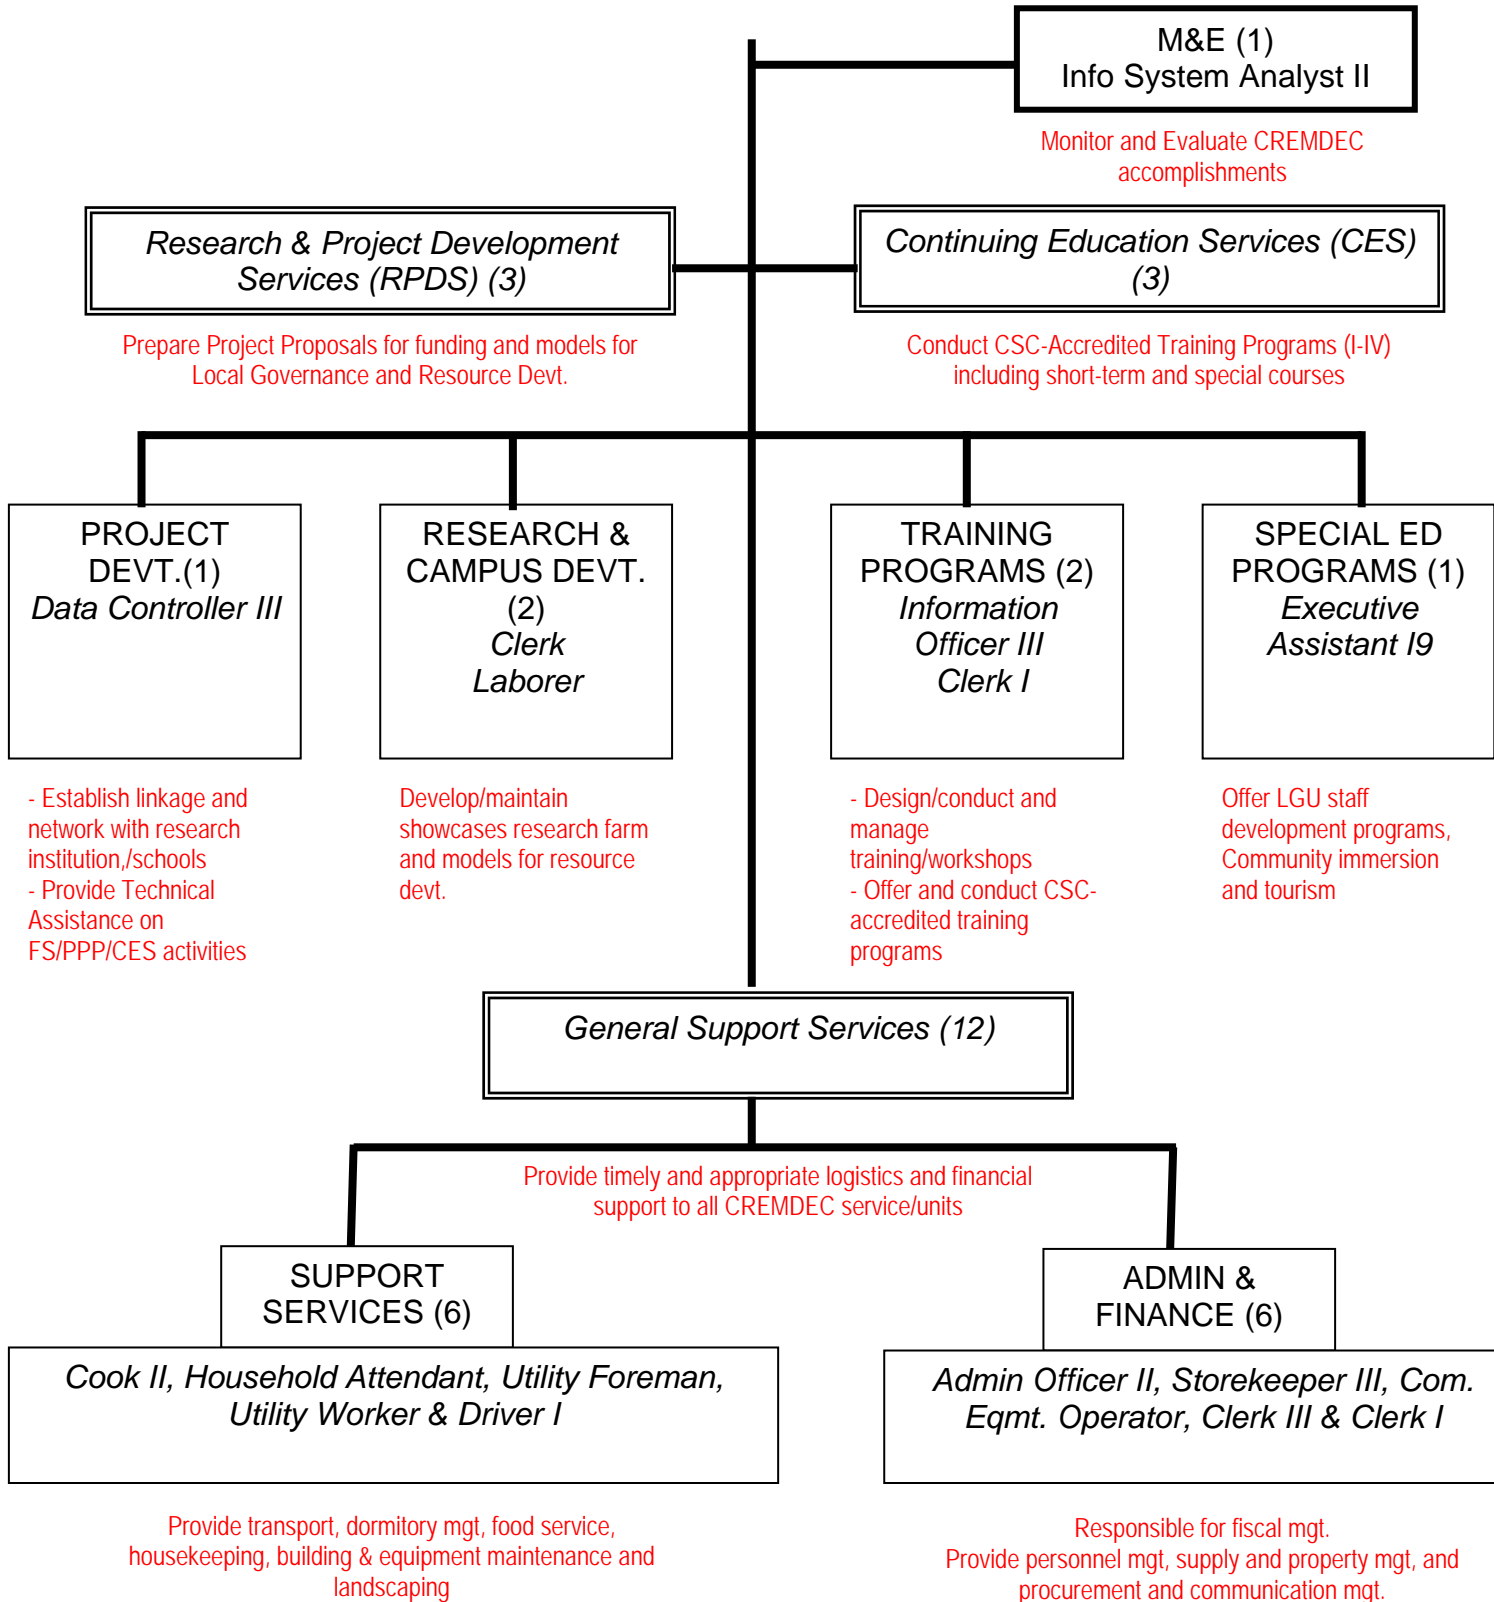 M&E (1)
Info System Analyst II
Monitor and Evaluate CREMDEC
accomplishments
Research & Project Development
Services (RPDS) (3)
Continuing Education Services (CES)
(3)
Prepare Project Proposals for funding and models for
Local Governance and Resource Devt.
Conduct CSC-Accredited Training Programs (I-IV)
including short-term and special courses
PROJECT
DEVT.(1)
Data Controller III
RESEARCH &
CAMPUS DEVT.
(2)
Clerk
Laborer
TRAINING
PROGRAMS (2)
Information
Officer III
Clerk I
SPECIAL ED
PROGRAMS (1)
Executive
Assistant I9
- Establish linkage and
network with research
institution,/schools
- Provide Technical
Assistance on
FS/PPP/CES activities
Develop/maintain
showcases research farm
and models for resource
devt.
- Design/conduct and
manage
training/workshops
- Offer and conduct CSC-
accredited training
programs
Offer LGU staff
development programs,
Community immersion
and tourism
General Support Services (12)
Provide timely and appropriate logistics and financial
support to all CREMDEC service/units
SUPPORT
SERVICES (6)
Cook II, Household Attendant, Utility Foreman,
Utility Worker & Driver I
ADMIN &
FINANCE (6)
Admin Officer II, Storekeeper III, Com.
Eqmt. Operator, Clerk III & Clerk I
Provide transport, dormitory mgt, food service,
housekeeping, building & equipment maintenance and
landscaping
Responsible for fiscal mgt.
Provide personnel mgt, supply and property mgt, and
procurement and communication mgt.